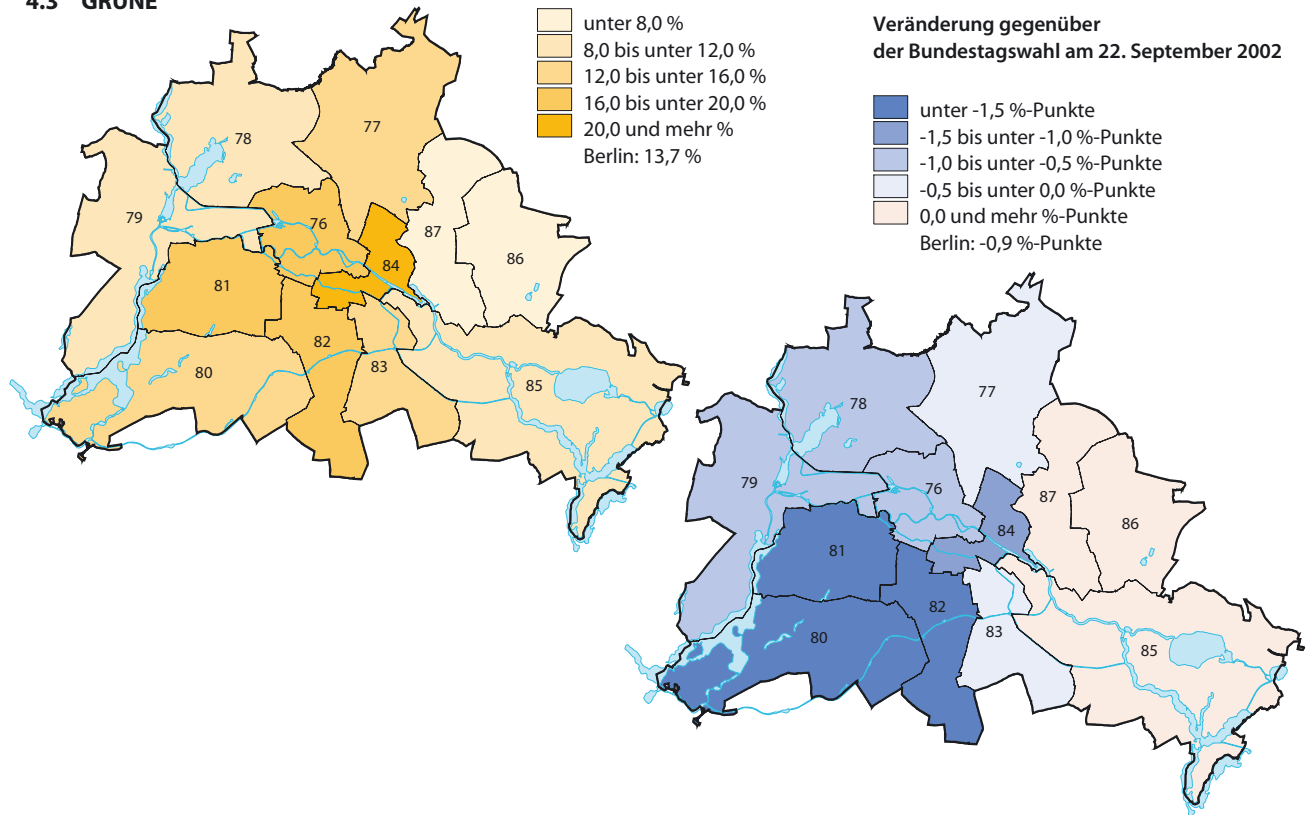 4.3 GRÜNE
unter 8,0 %
8,0 bis unter 12,0 %
12,0 bis unter 16,0 %
16,0 bis unter 20,0 %
20,0 und mehr %
Berlin: 13,7 %
Veränderung gegenüber
der Bundestagswahl am 22. September 2002
unter -1,5 %-Punkte
-1,5 bis unter -1,0 %-Punkte
-1,0 bis unter -0,5 %-Punkte
-0,5 bis unter 0,0 %-Punkte
0,0 und mehr %-Punkte
Berlin: -0,9 %-Punkte
77
78
79
76
87
86
84
81
82
83
80
85
77
78
79
76
87
86
84
81
82
83
80
85